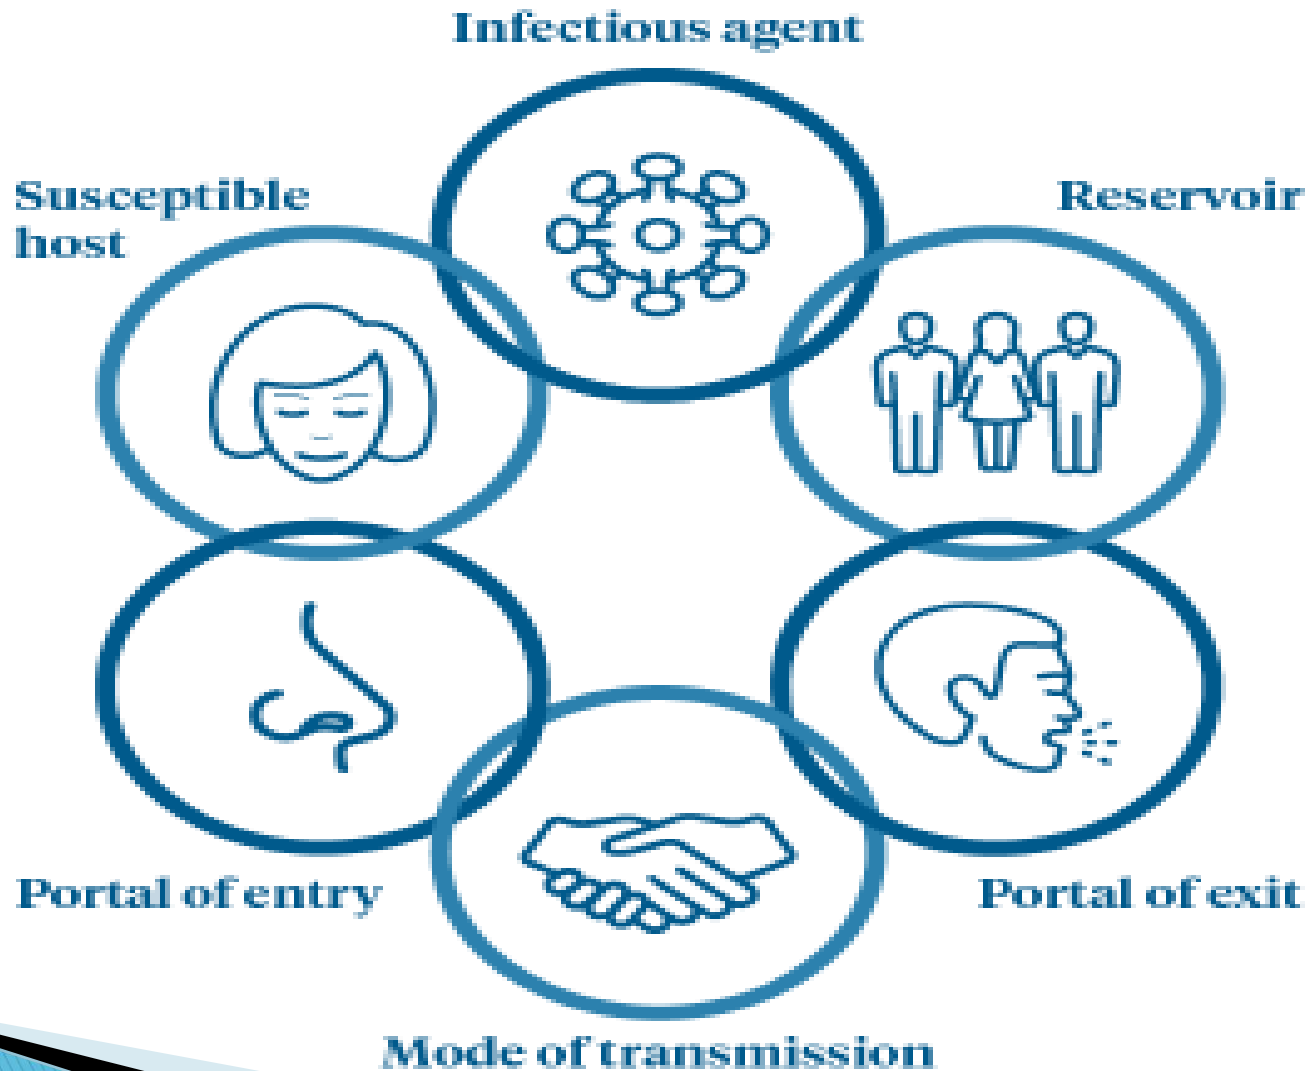 Infectious agent
Susceptible
host
Reservoir
Portal of entry
Portal of exit
Mode of transmission